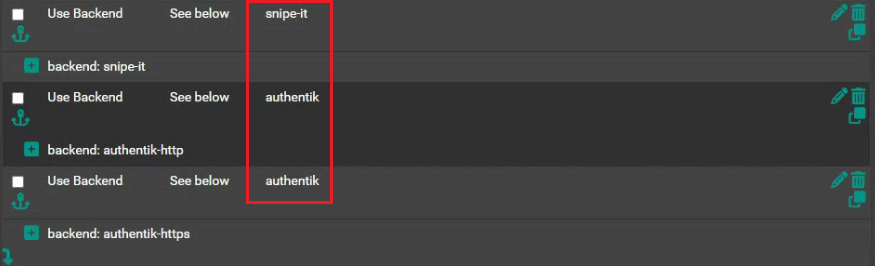 Use Backend See below snipe-it
backend: snipe-it
Use Backend See below authentik
backend: authentik-http
Use Backend See below authentik
backend: authentik-https